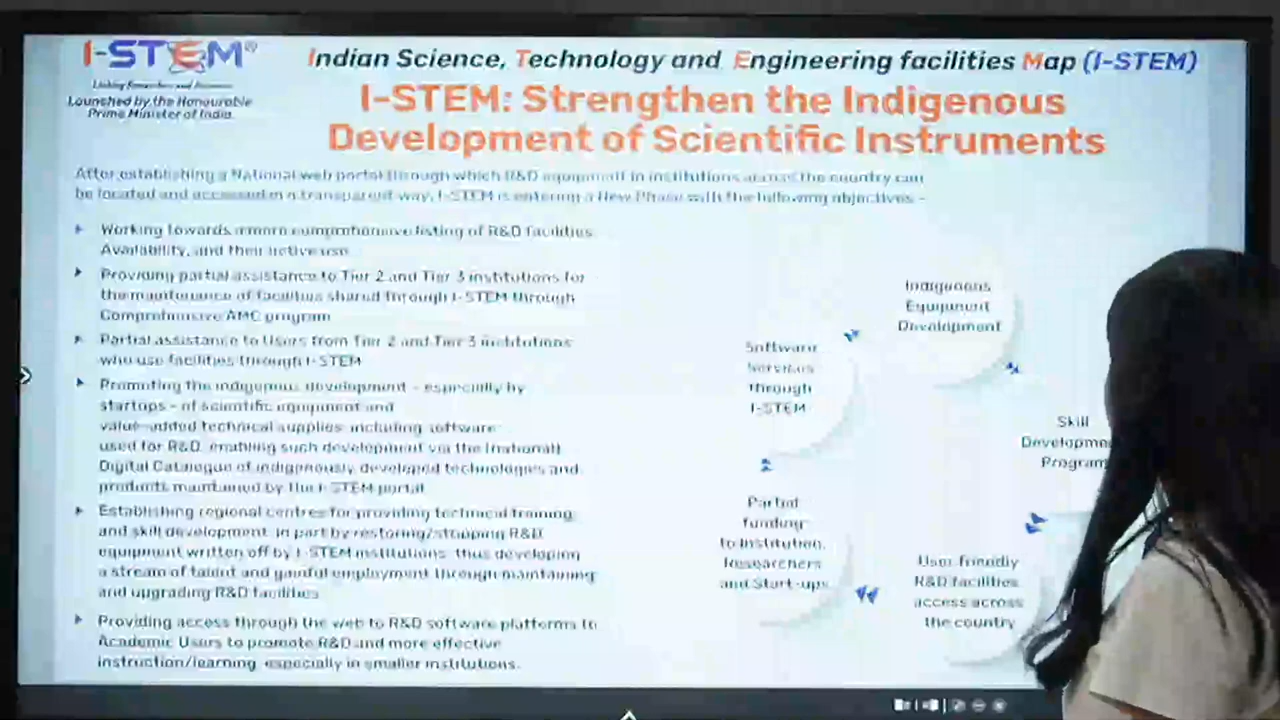 I-STEM®
Linking Researchers and Resources
Launched by the Honourable
Prime Minister of India.
Indian Science, Technology and Engineering facilities Map (I-STEM)
I-STEM: Strengthen the Indigenous
Development of Scientific Instruments
After establishing a National web portal through which R&D equipment in institutions across the country can
be located and accessed in a transparent way, I-STEM is entering a New Phase with the following objectives -
Working towards a more comprehensive listing of R&D facilities
Availability, and their active use
Providing partial assistance to Tier 2 and Tier 3 institutions for
the maintenance of facilities shared through I-STEM through
Comprehensive AMC program
Partial assistance to Users from Tier 2 and Tier 3 institutions
who use facilities through I-STEM
Promoting the indigenous development - especially by
startups - of scientific equipment and
value-added technical supplies including software
used for R&D, enabling such development via the (national)
Digital Catalogue of indigenously developed technologies and
products maintained by the I-STEM portal
Establishing regional centres for providing technical training
and skill development, in part by restoring/stripping R&D
equipment written off by I-STEM institutions, thus developing
a stream of talent and gainful employment through maintaining
and upgrading R&D facilities
Providing access through the web to R&D software platforms to
Academic Users to promote R&D and more effective
instruction/learning, especially in smaller institutions.
Indigenous
Equipment
Development
Software
Services
through
I-STEM
Skill
Developme
Program
Partial
funding
to Institution,
Researchers
and Start-ups
User friendly
R&D facilities
access across
the country